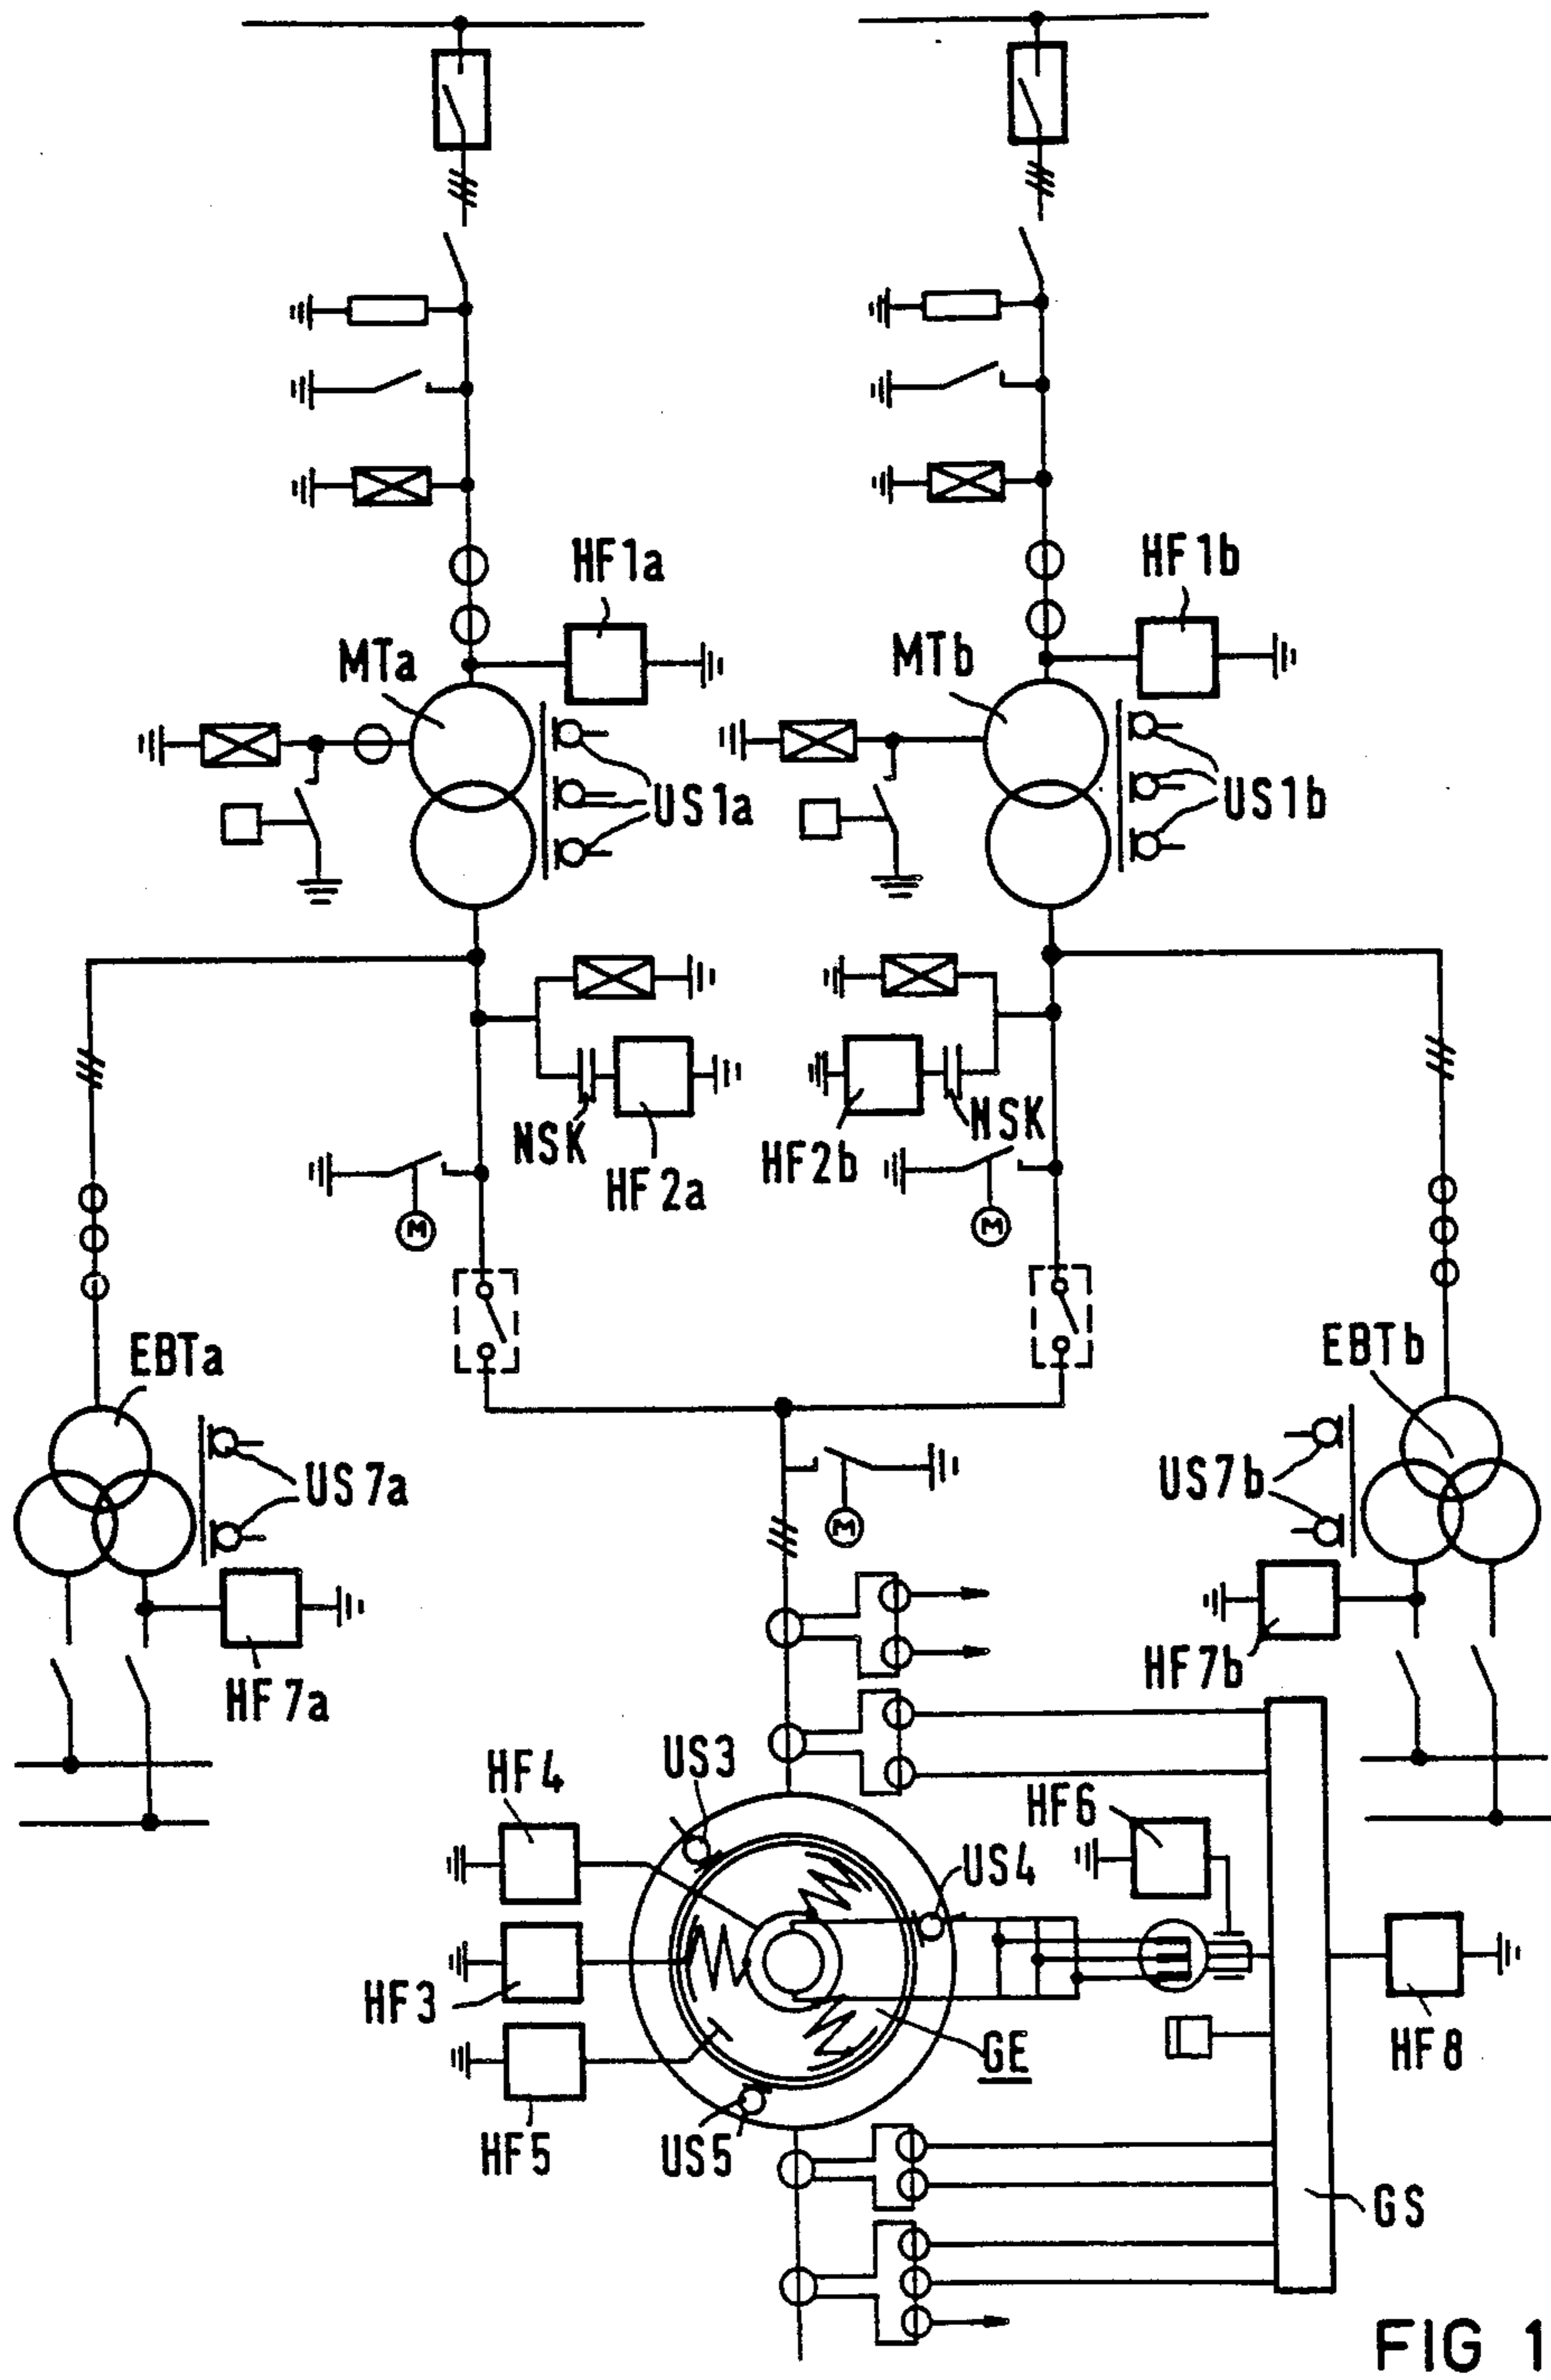 HF1a
HF1b
MTa
MTb
US1a
US1b
NSK
NSK
HF2a
HF2b
M
M
EBTa
EBTb
US7a
US7b
M
HF7a
HF7b
US3
HF4
HF6
US4
HF3
GE
HF8
HF5
US5
GS
FIG 1